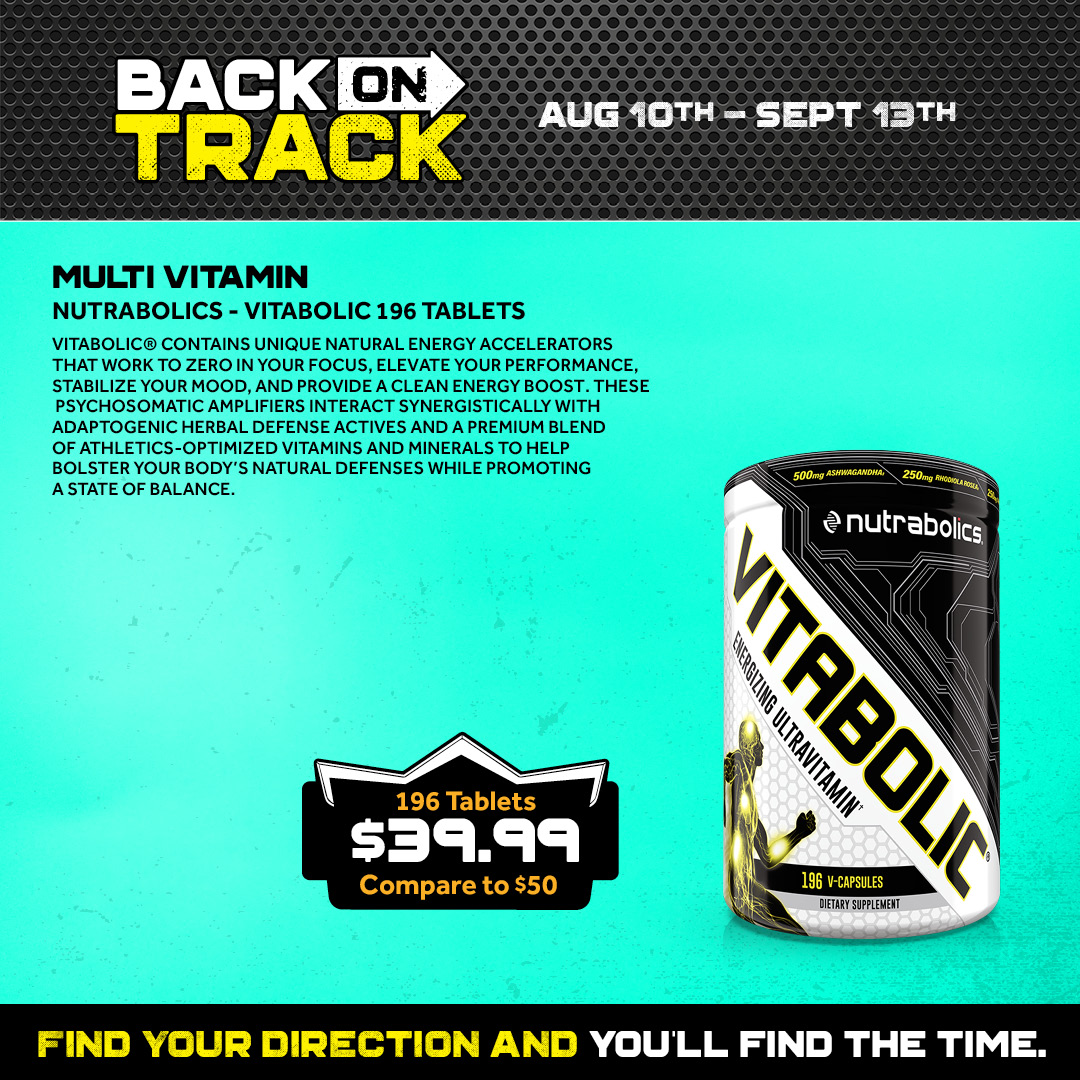 BACK ON
TRACK
AUG 10TH – SEPT 13TH
MULTI VITAMIN
NUTRABOLICS - VITABOLIC 196 TABLETS
VITABOLIC® CONTAINS UNIQUE NATURAL ENERGY ACCELERATORS
THAT WORK TO ZERO IN YOUR FOCUS, ELEVATE YOUR PERFORMANCE,
STABILIZE YOUR MOOD, AND PROVIDE A CLEAN ENERGY BOOST. THESE
PSYCHOSOMATIC AMPLIFIERS INTERACT SYNERGISTICALLY WITH
ADAPTOGENIC HERBAL DEFENSE ACTIVES AND A PREMIUM BLEND
OF ATHLETICS-OPTIMIZED VITAMINS AND MINERALS TO HELP
BOLSTER YOUR BODY'S NATURAL DEFENSES WHILE PROMOTING
A STATE OF BALANCE.
500mg ASHWAGANDHA
250mg RHODIOLA ROSEA
nutrabolics.
VITABOLIC®
ENERGIZING ULTRAVITAMIN†
196 V-CAPSULES
DIETARY SUPPLEMENT
196 Tablets
$39.99
Compare to $50
FIND YOUR DIRECTION AND YOU'LL FIND THE TIME.